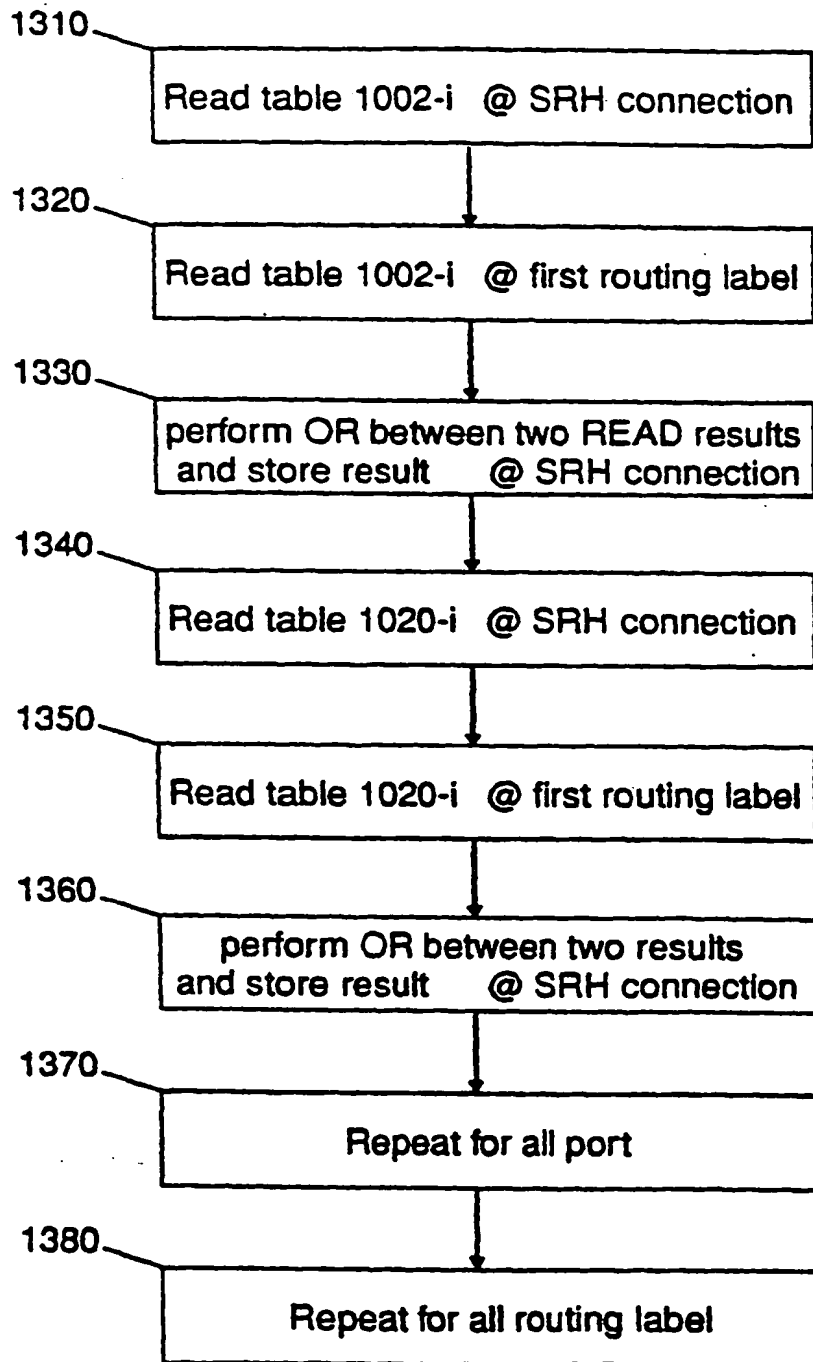 1310
Read table 1002-i @ SRH connection
1320
Read table 1002-i @ first routing label
1330
perform OR between two READ results
and store result @ SRH connection
1340
Read table 1020-i @ SRH connection
1350
Read table 1020-i @ first routing label
1360
perform OR between two results
and store result @ SRH connection
1370
Repeat for all port
1380
Repeat for all routing label